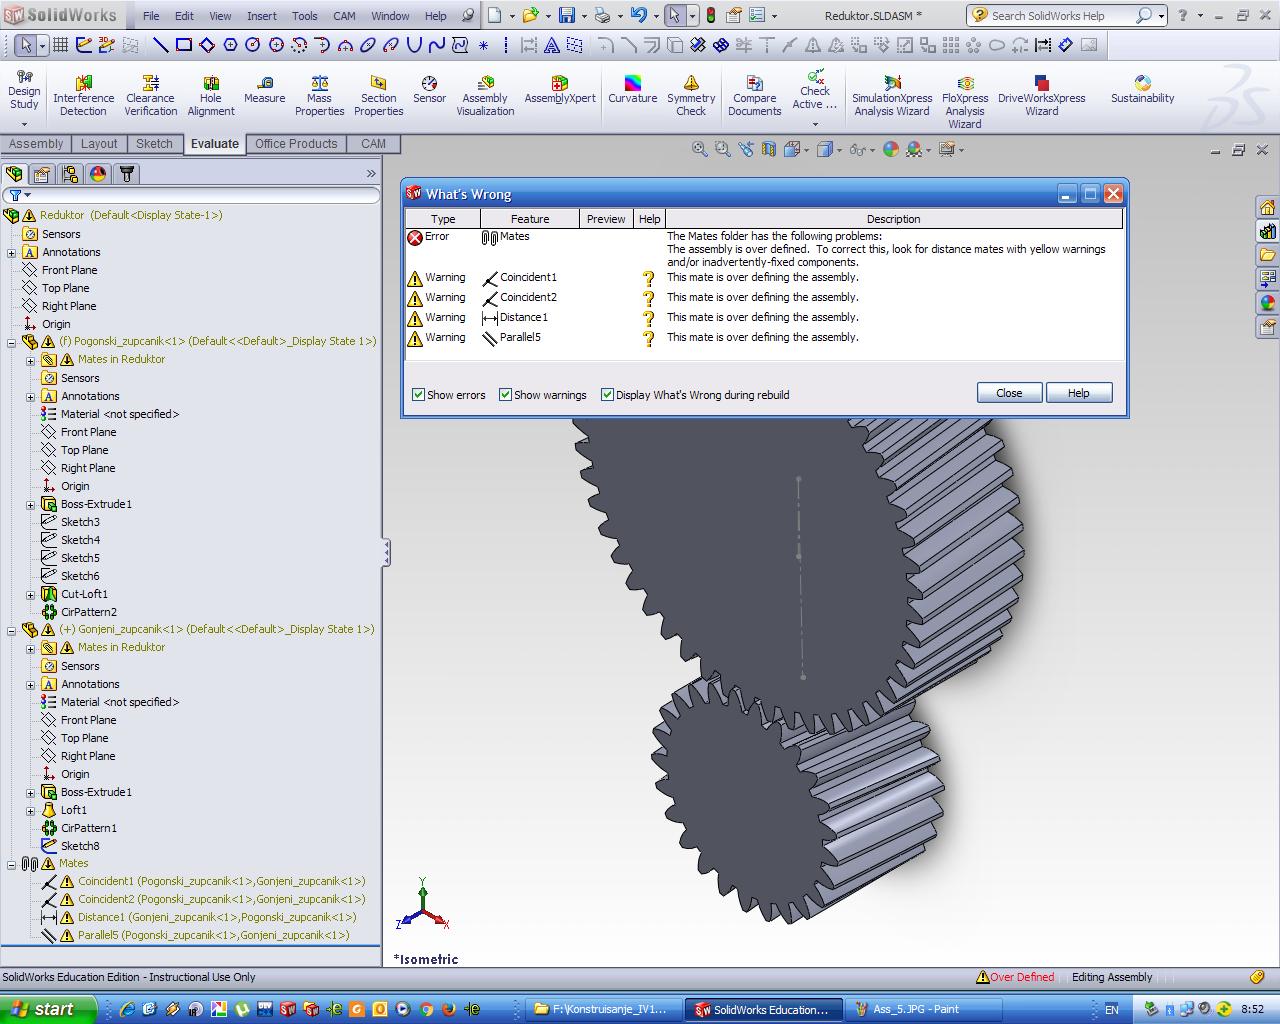 SolidWorks
File Edit View Insert Tools CAM Window Help
Reduktor.SLDASM *
Search SolidWorks Help
Design Study
Interference Detection
Clearance Verification
Hole Alignment
Measure
Mass Properties
Section Properties
Sensor
Assembly Visualization
AssemblyXpert
Curvature
Symmetry Check
Compare Documents
Check Active ...
SimulationXpress Analysis Wizard
FloXpress Analysis Wizard
DriveWorksXpress Wizard
Sustainability
Assembly Layout Sketch Evaluate Office Products CAM
What's Wrong
Type Feature Preview Help Description
Error Mates The Mates folder has the following problems:
The assembly is over defined. To correct this, look for distance mates with yellow warnings
and/or inadvertently-fixed components.
Warning Coincident1 ? This mate is over defining the assembly.
Warning Coincident2 ? This mate is over defining the assembly.
Warning Distance1 ? This mate is over defining the assembly.
Warning Parallel5 ? This mate is over defining the assembly.
Show errors Show warnings Display What's Wrong during rebuild
Close Help
Reduktor (Default<Display State-1>)
Sensors
Annotations
Front Plane
Top Plane
Right Plane
Origin
(f) Pogonski_zupcanik<1> (Default<<Default>_Display State 1>)
Mates in Reduktor
Sensors
Annotations
Material <not specified>
Front Plane
Top Plane
Right Plane
Origin
Boss-Extrude1
Sketch3
Sketch4
Sketch5
Sketch6
Cut-Loft1
CirPattern2
(+) Gonjeni_zupcanik<1> (Default<<Default>_Display State 1>)
Mates in Reduktor
Sensors
Annotations
Material <not specified>
Front Plane
Top Plane
Right Plane
Origin
Boss-Extrude1
Loft1
CirPattern1
Sketch8
Mates
Coincident1 (Pogonski_zupcanik<1>,Gonjeni_zupcanik<1>)
Coincident2 (Pogonski_zupcanik<1>,Gonjeni_zupcanik<1>)
Distance1 (Gonjeni_zupcanik<1>,Pogonski_zupcanik<1>)
Parallel5 (Pogonski_zupcanik<1>,Gonjeni_zupcanik<1>)
Y
Z X
*Isometric
SolidWorks Education Edition - Instructional Use Only
Over Defined Editing Assembly
start
F:\Konstruisanje_IV1... SolidWorks Education... Ass_5.JPG - Paint EN 8:52